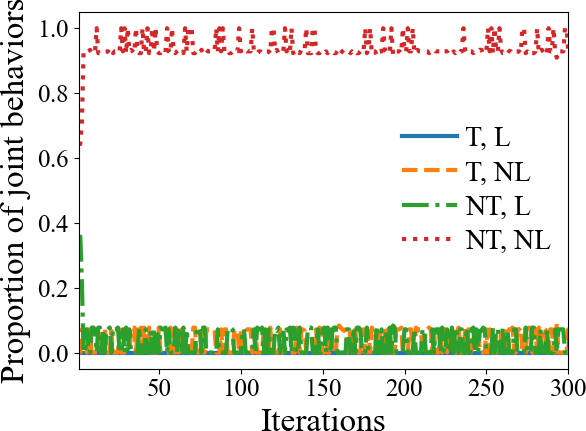 Proportion of joint behaviors
1.0
0.8
0.6
0.4
0.2
0.0
T, L
T, NL
NT, L
NT, NL
50
100
150
200
250
300
Iterations